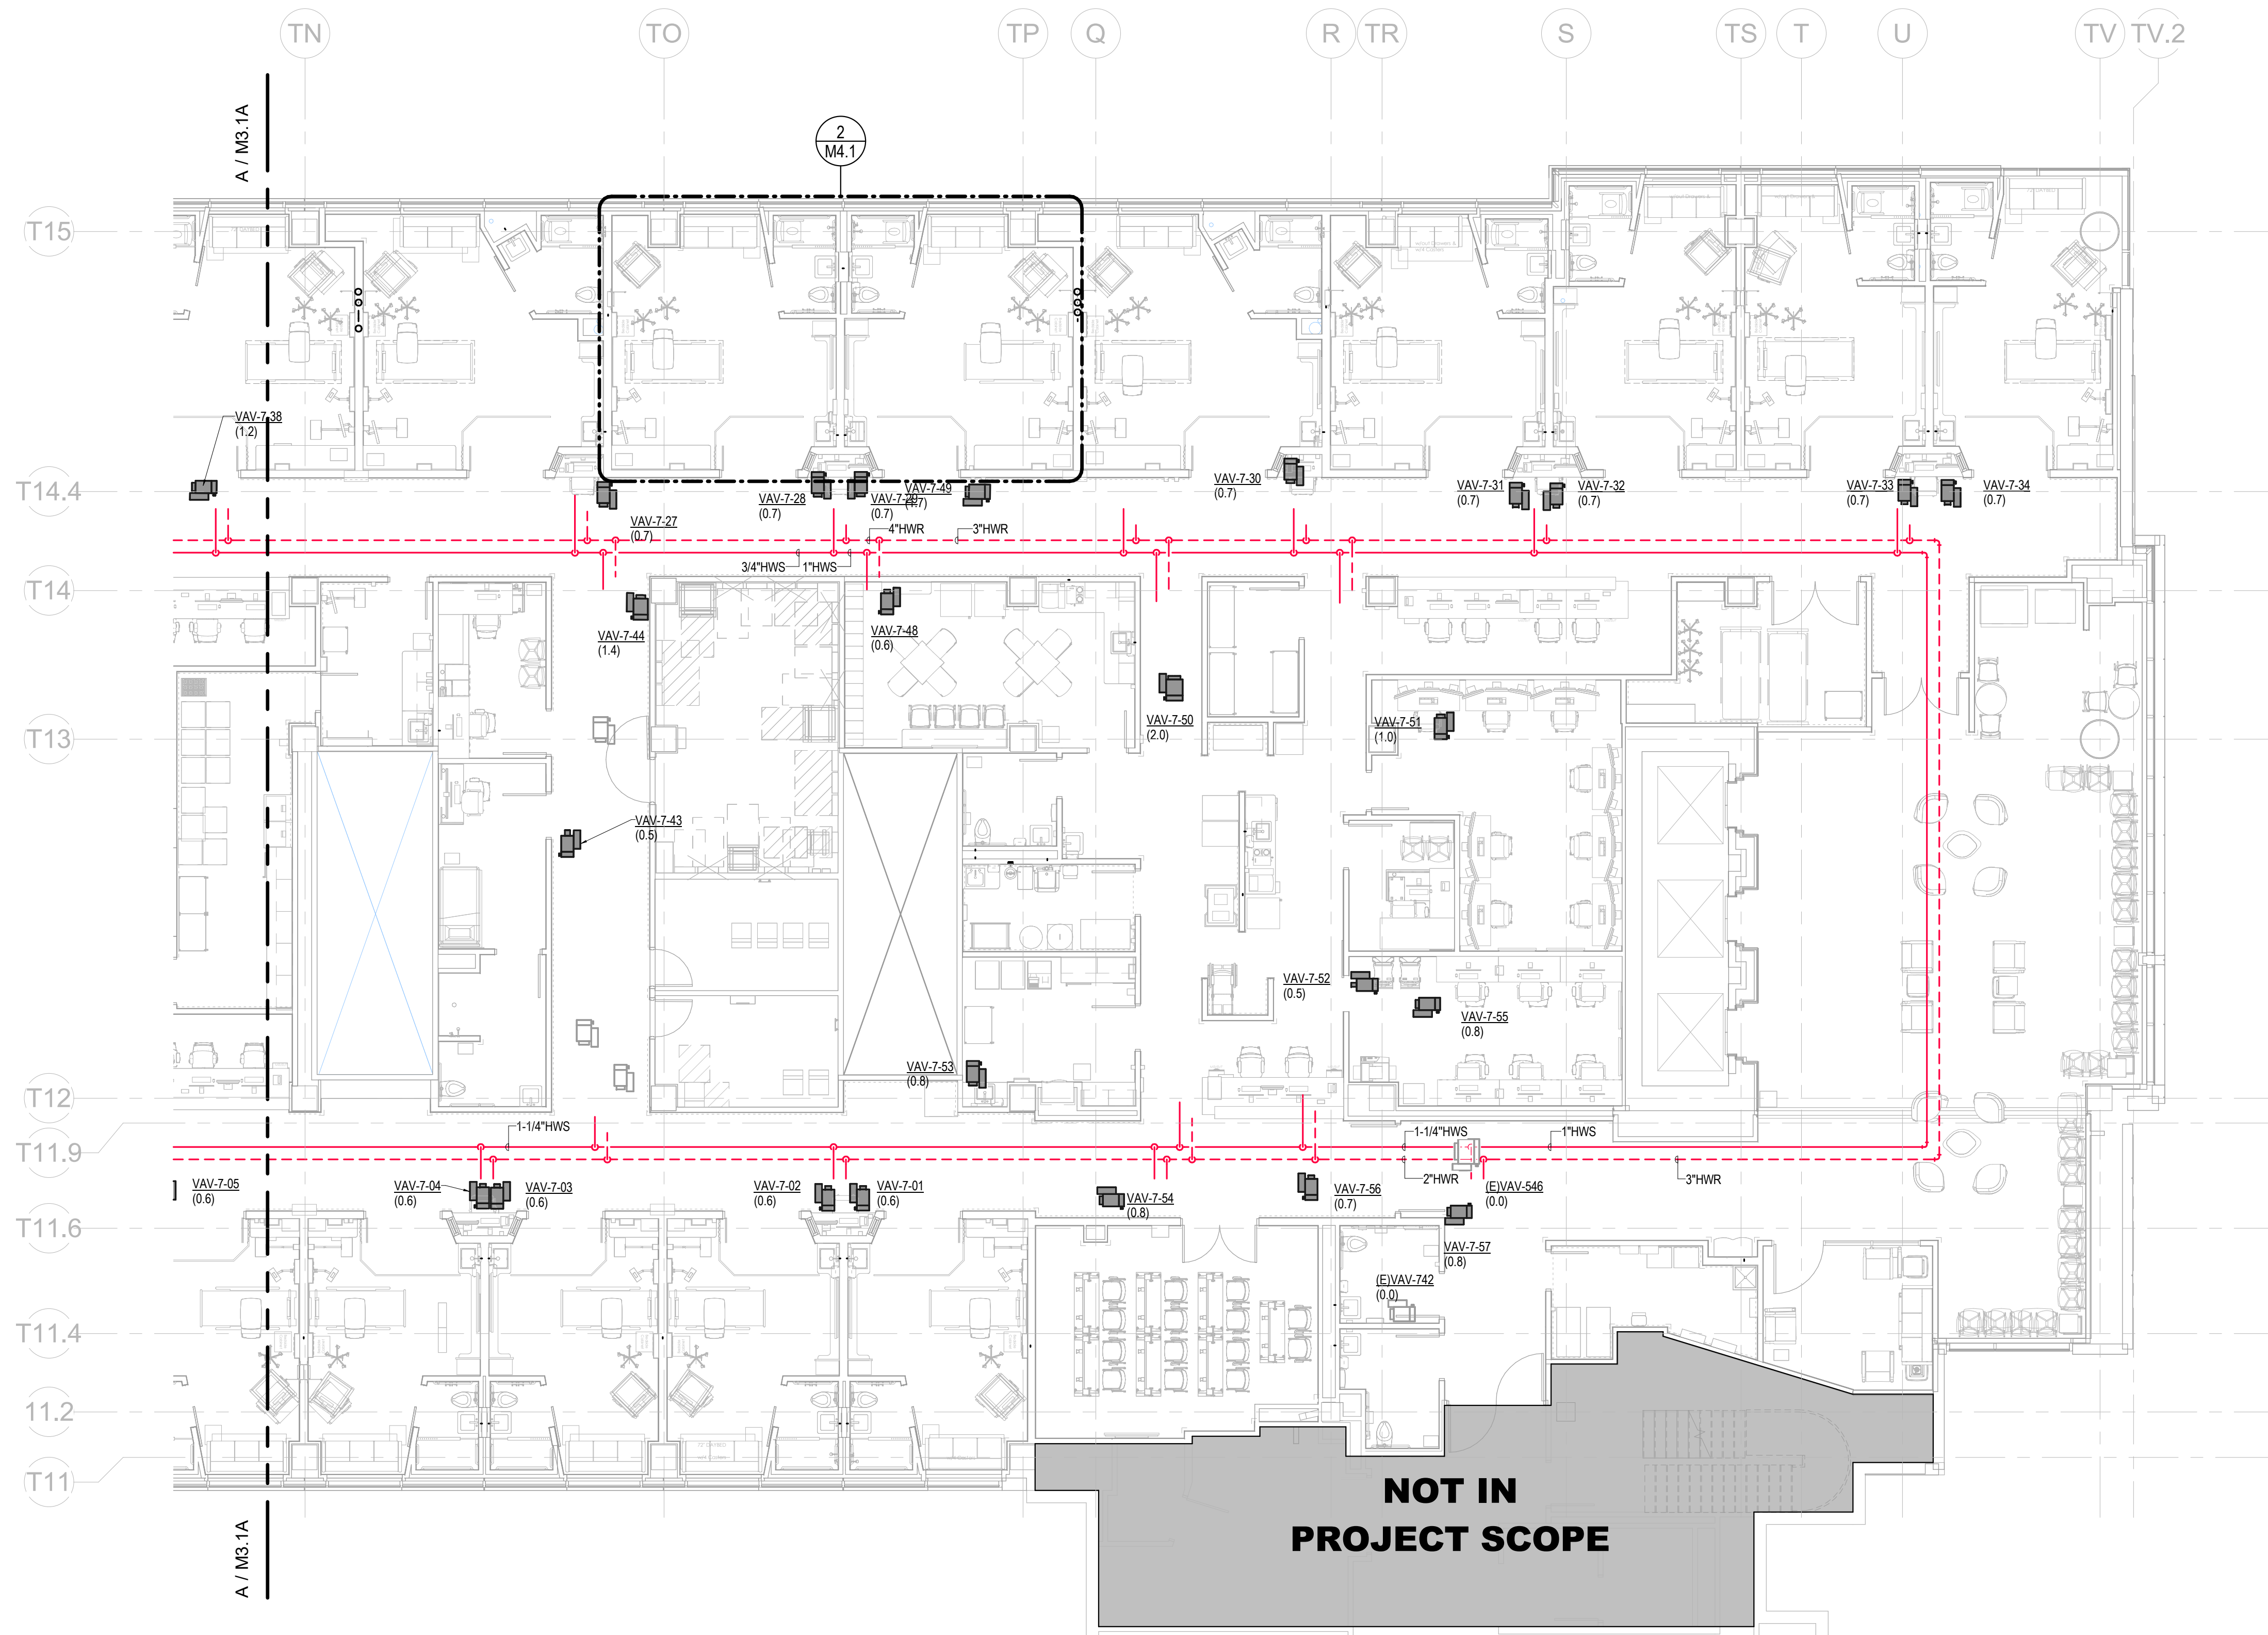 TN
TO
TP
Q
R
TR
S
TS
T
U
TV
TV.2
A / M3.1A
2
M4.1
T15
VAV-7-38
(1.2)
T14.4
VAV-7-27
(0.7)
VAV-7-28
(0.7)
VAV-7-29
(0.7)
VAV-7-49
(1.7)
VAV-7-30
(0.7)
VAV-7-31
(0.7)
VAV-7-32
(0.7)
VAV-7-33
(0.7)
VAV-7-34
(0.7)
4"HWR
3"HWR
3/4"HWS
1"HWS
T14
VAV-7-44
(1.4)
VAV-7-48
(0.6)
VAV-7-50
(2.0)
VAV-7-51
(1.0)
T13
VAV-7-43
(0.5)
VAV-7-52
(0.5)
VAV-7-55
(0.8)
VAV-7-53
(0.8)
T12
T11.9
1-1/4"HWS
1-1/4"HWS
1"HWS
2"HWR
3"HWR
VAV-7-05
(0.6)
VAV-7-04
(0.6)
VAV-7-03
(0.6)
VAV-7-02
(0.6)
VAV-7-01
(0.6)
VAV-7-54
(0.8)
VAV-7-56
(0.7)
(E)VAV-546
(0.0)
T11.6
VAV-7-57
(0.8)
(E)VAV-742
(0.0)
T11.4
11.2
T11
NOT IN
PROJECT SCOPE
A / M3.1A